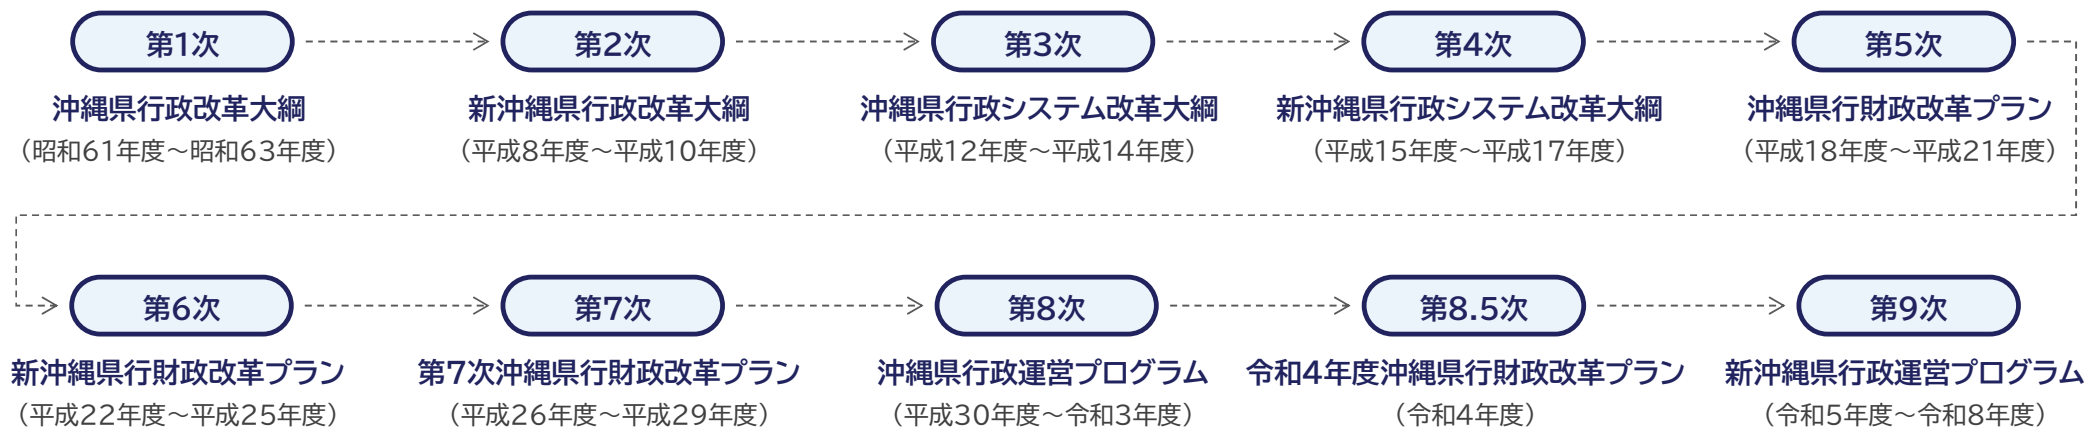 第1次
沖縄県行政改革大綱
（昭和61年度～昭和63年度）
第2次
新沖縄県行政改革大綱
（平成8年度～平成10年度）
第3次
沖縄県行政システム改革大綱
（平成12年度～平成14年度）
第4次
新沖縄県行政システム改革大綱
（平成15年度～平成17年度）
第5次
沖縄県行財政改革プラン
（平成18年度～平成21年度）
第6次
新沖縄県行財政改革プラン
（平成22年度～平成25年度）
第7次
第7次沖縄県行財政改革プラン
（平成26年度～平成29年度）
第8次
沖縄県行政運営プログラム
（平成30年度～令和3年度）
第8.5次
令和4年度沖縄県行財政改革プラン
（令和4年度）
第9次
新沖縄県行政運営プログラム
（令和5年度～令和8年度）